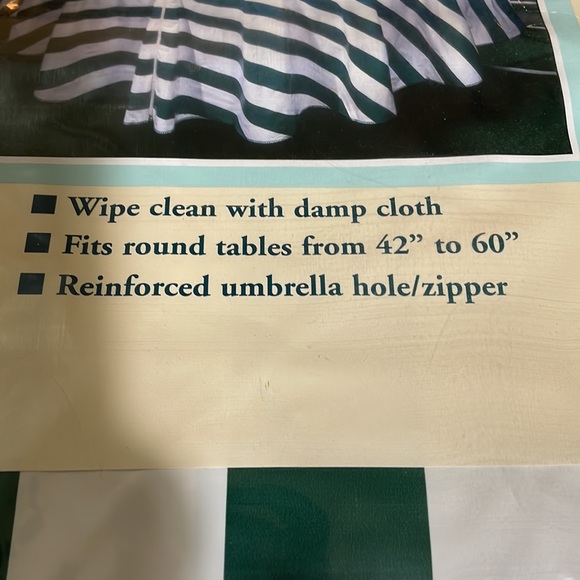 Wipe clean with damp cloth
Fits round tables from 42” to 60”
Reinforced umbrella hole/zipper